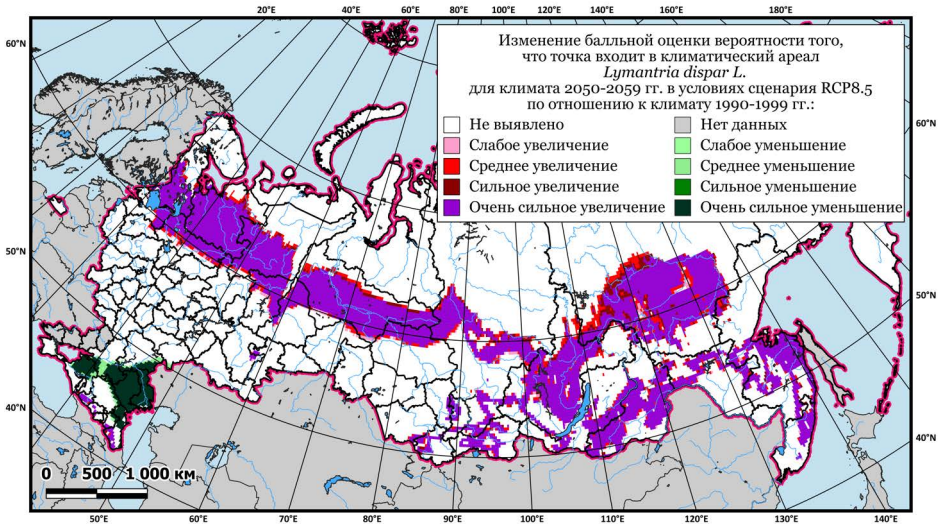 20°E 40°E 60°E 80°E 100°E 120°E 140°E 160°E 180°E
60°N
Изменение балльной оценки вероятности того,
что точка входит в климатический ареал
Lymantria dispar L.
для климата 2050-2059 гг. в условиях сценария RCP8.5
по отношению к климату 1990-1999 гг.:
Не выявлено
Слабое увеличение
Среднее увеличение
Сильное увеличение
Очень сильное увеличение
Нет данных
Слабое уменьшение
Среднее уменьшение
Сильное уменьшение
Очень сильное уменьшение
60°N
50°N
50°N
40°N
40°N
0 500 1 000 км
50°E 60°E 70°E 80°E 90°E 100°E 110°E 120°E 130°E 140°E